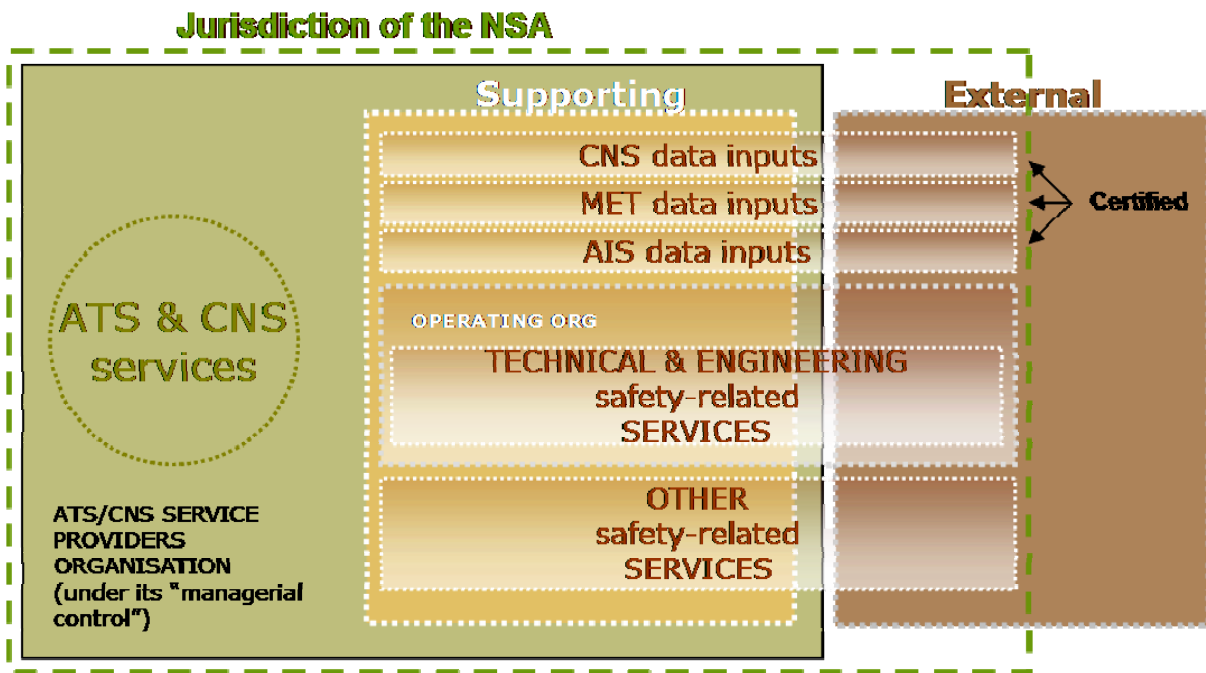 Jurisdiction of the NSA
Supporting
External
CNS data inputs
MET data inputs
AIS data inputs
Certified
ATS & CNS
services
OPERATING ORG
TECHNICAL & ENGINEERING
safety-related
SERVICES
OTHER
safety-related
SERVICES
ATS/CNS SERVICE
PROVIDERS
ORGANISATION
(under its "managerial
control")